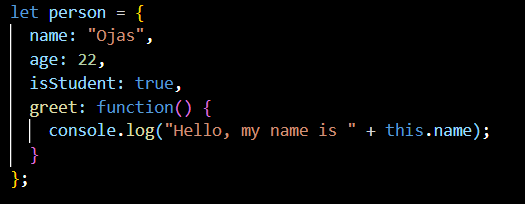 let person = {
  name: "Ojas",
  age: 22,
  isStudent: true,
  greet: function() {
    console.log("Hello, my name is " + this.name);
  }
};